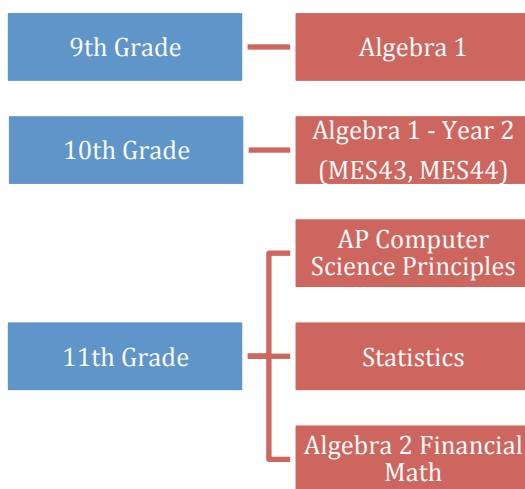 9th Grade
Algebra 1
10th Grade
Algebra 1 - Year 2
(MES43, MES44)
11th Grade
AP Computer
Science Principles
Statistics
Algebra 2 Financial
Math